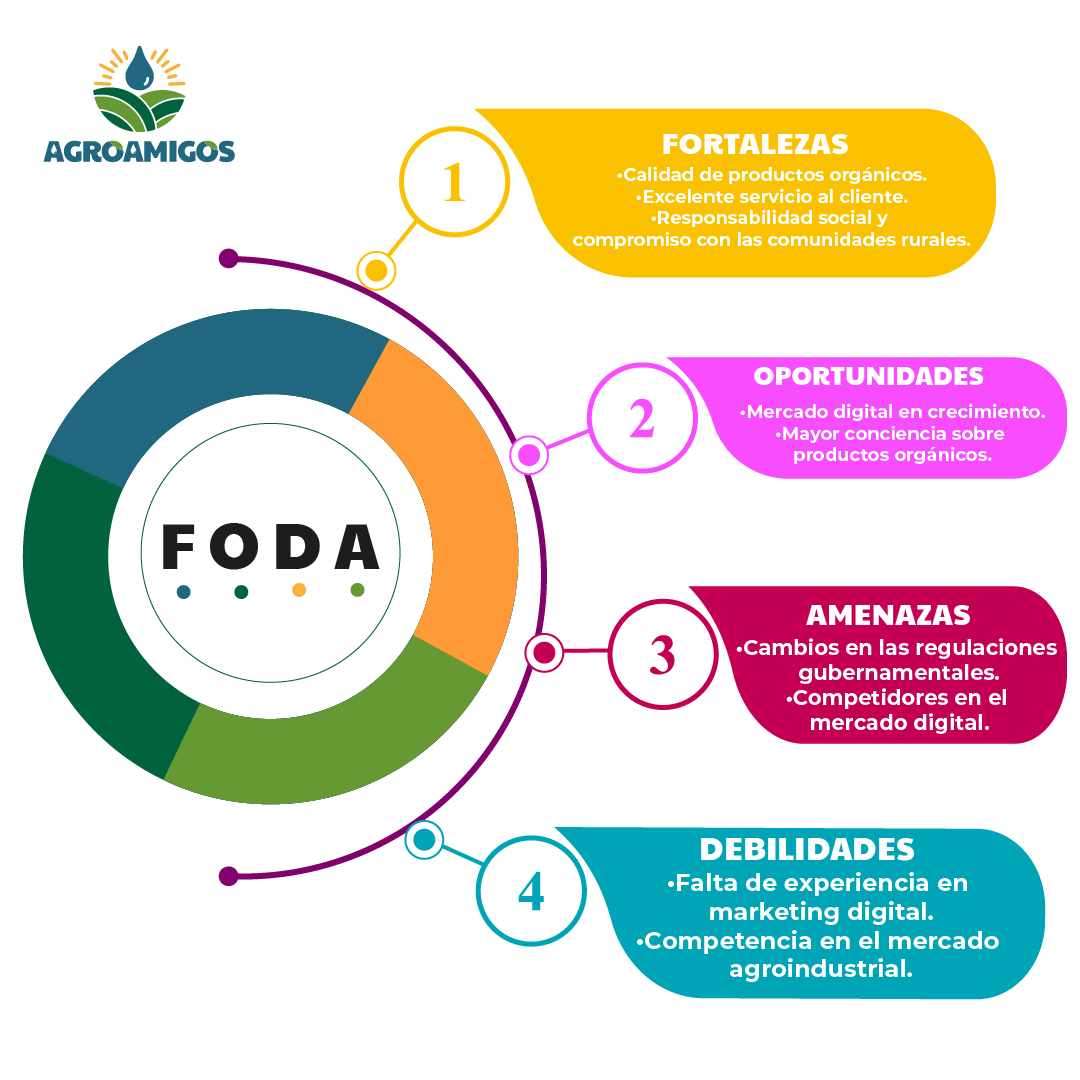 AGROAMIGOS
1
FORTALEZAS
•Calidad de productos orgánicos.
•Excelente servicio al cliente.
•Responsabilidad social y
compromiso con las comunidades rurales.
2
OPORTUNIDADES
•Mercado digital en crecimiento.
•Mayor conciencia sobre
productos orgánicos.
FODA
3
AMENAZAS
•Cambios en las regulaciones
gubernamentales.
•Competidores en el
mercado digital.
4
DEBILIDADES
•Falta de experiencia en
marketing digital.
•Competencia en el mercado
agroindustrial.